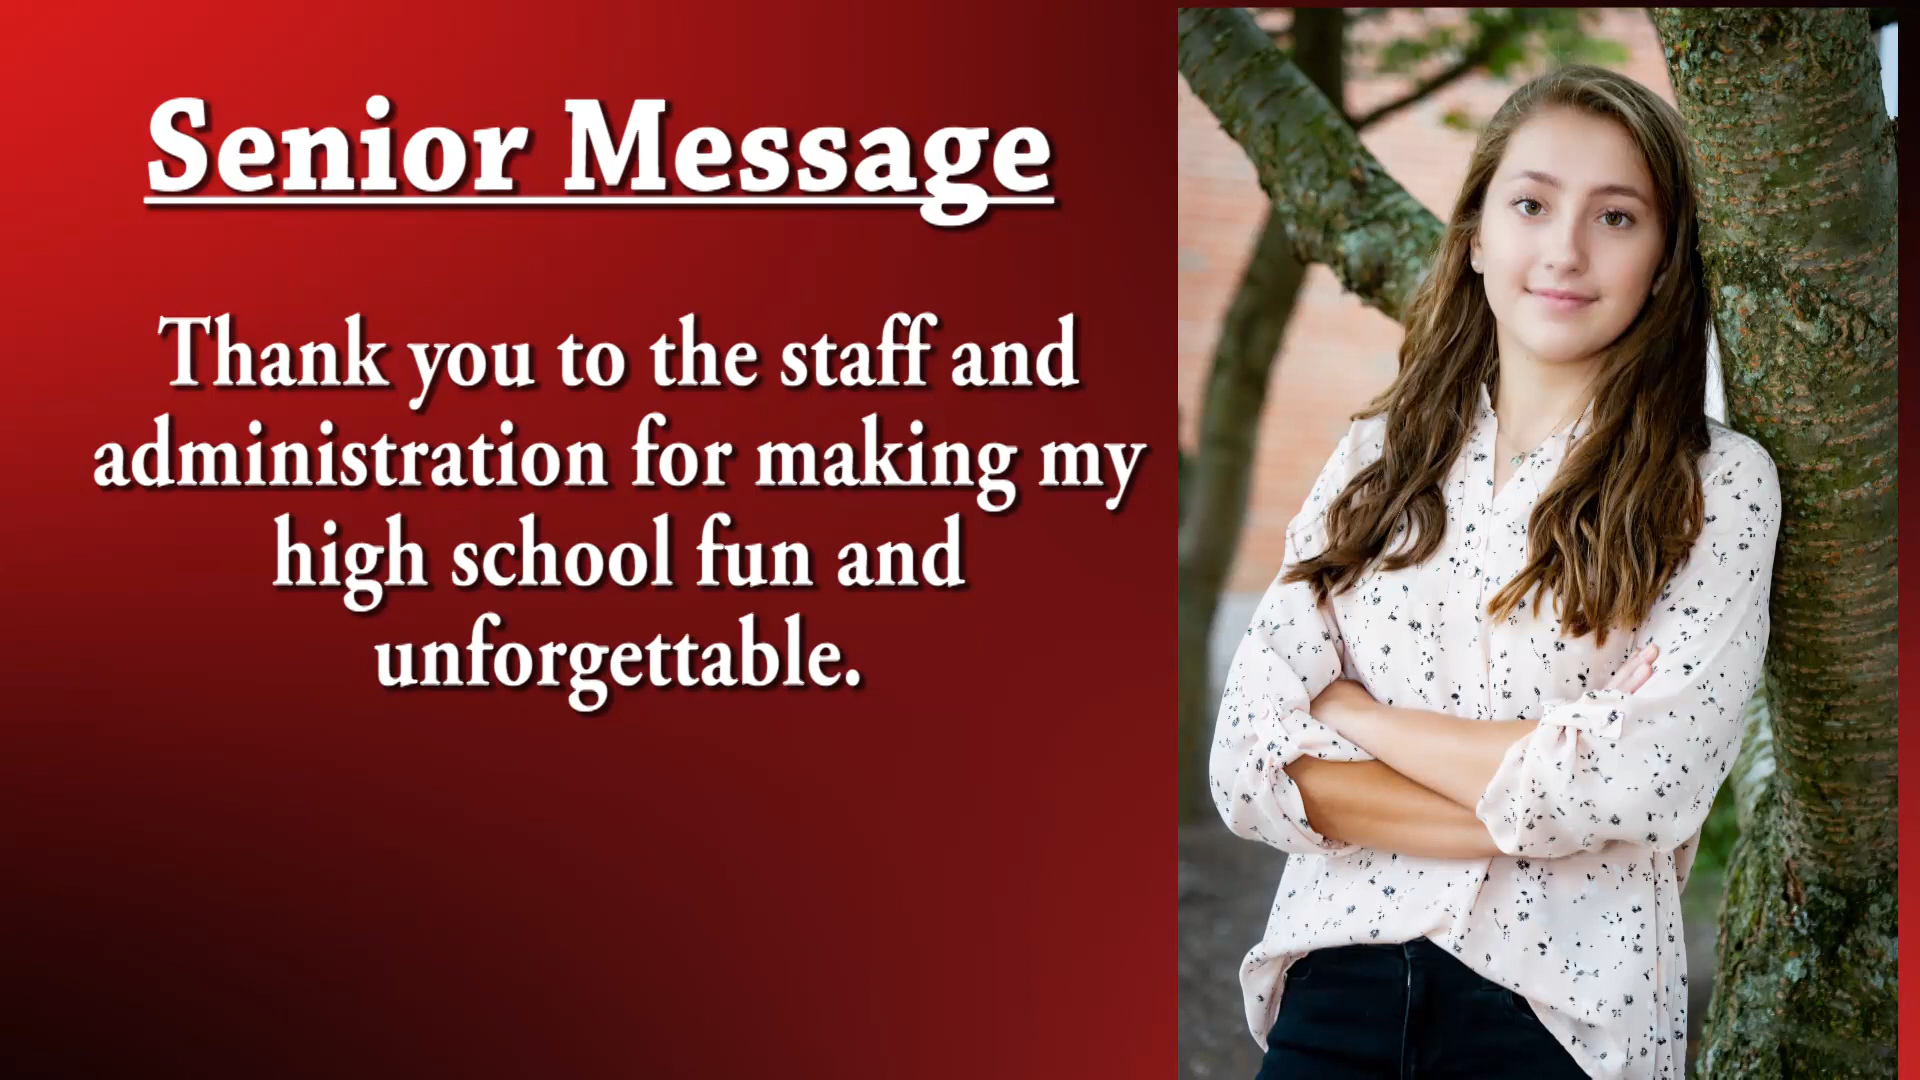 Senior Message
Thank you to the staff and
administration for making my
high school fun and
unforgettable.